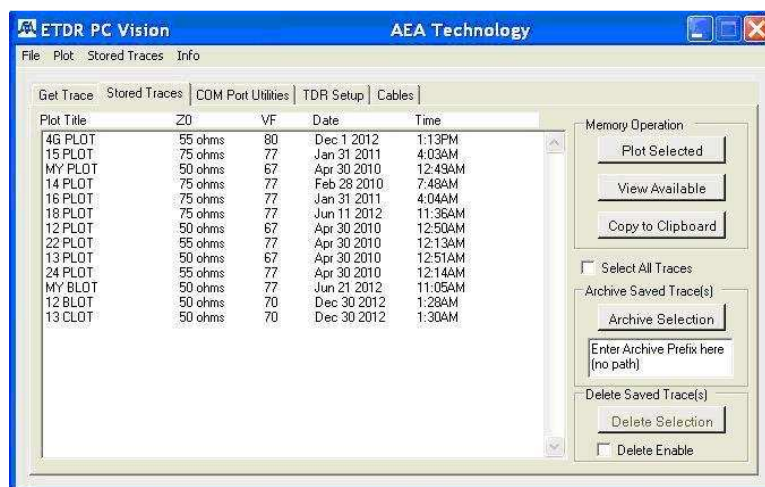 AEA ETDR PC Vision AEA Technology
File Plot Stored Traces Info
Get Trace Stored Traces COM Port Utilities TDR Setup Cables
Plot Title Z0 VF Date Time
4G PLOT 55 ohms 80 Dec 1 2012 1:13PM
15 PLOT 75 ohms 77 Jan 31 2011 4:03AM
MY PLOT 50 ohms 67 Apr 30 2010 12:49AM
14 PLOT 75 ohms 77 Feb 28 2010 7:48AM
16 PLOT 75 ohms 77 Jan 31 2011 4:04AM
18 PLOT 75 ohms 77 Jun 11 2012 11:36AM
12 PLOT 50 ohms 67 Apr 30 2010 12:50AM
22 PLOT 55 ohms 77 Apr 30 2010 12:13AM
13 PLOT 50 ohms 67 Apr 30 2010 12:51AM
24 PLOT 55 ohms 77 Apr 30 2010 12:14AM
MY BLOT 50 ohms 77 Jun 21 2012 11:05AM
12 BLOT 50 ohms 70 Dec 30 2012 1:28AM
13 CLOT 50 ohms 70 Dec 30 2012 1:30AM
Memory Operation
Plot Selected
View Available
Copy to Clipboard
Select All Traces
Archive Saved Trace(s)
Archive Selection
Enter Archive Prefix here
(no path)
Delete Saved Trace(s)
Delete Selection
Delete Enable